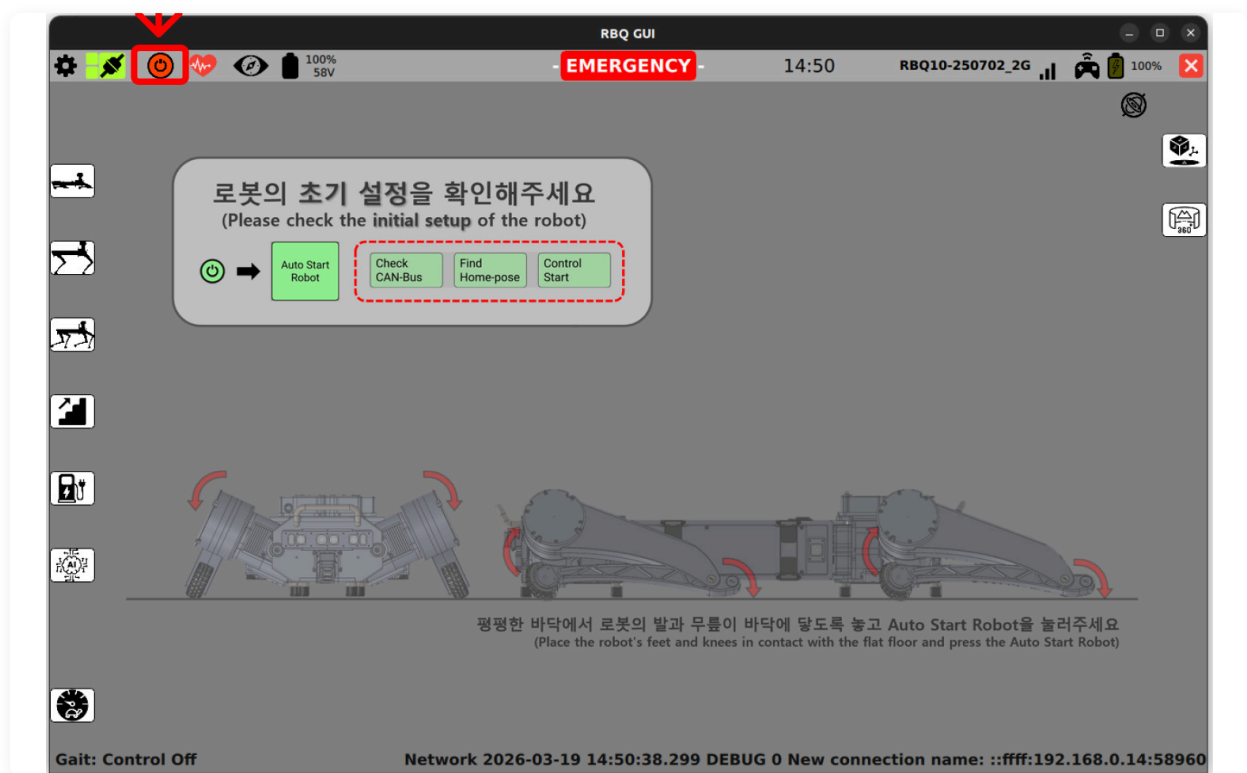 RBQ GUI
100%
58V
- EMERGENCY -
14:50
RBQ10-250702_2G
100%
로봇의 초기 설정을 확인해주세요
(Please check the initial setup of the robot)
Auto Start
Robot
Check
CAN-Bus
Find
Home-pose
Control
Start
360°
AI
평평한 바닥에서 로봇의 발과 무릎이 바닥에 닿도록 놓고 Auto Start Robot을 눌러주세요
(Place the robot's feet and knees in contact with the flat floor and press the Auto Start Robot)
Gait: Control Off
Network 2026-03-19 14:50:38.299 DEBUG 0 New connection name: ::ffff:192.168.0.14:58960